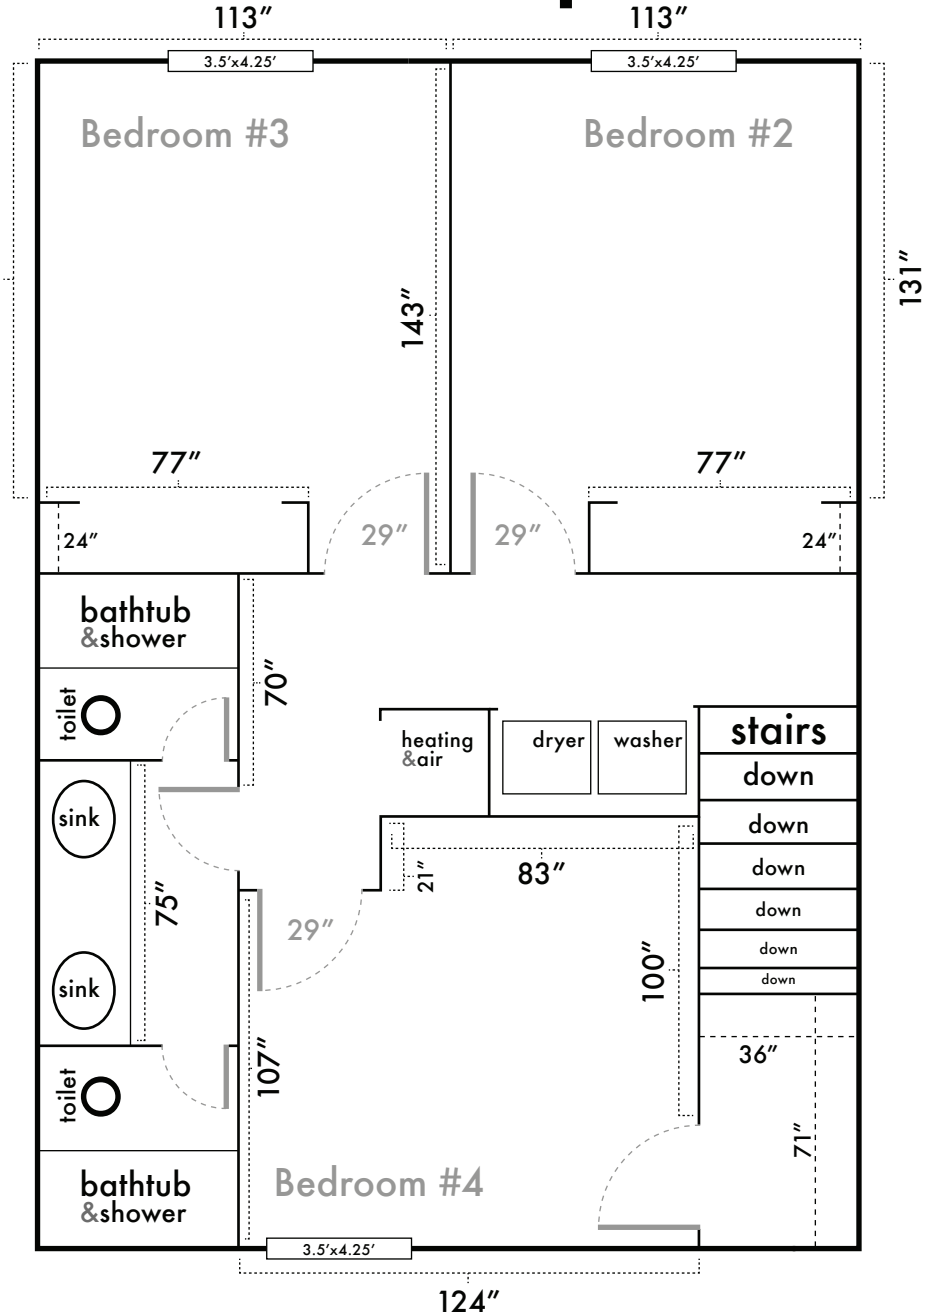 113″
113″
3.5′x4.25′
3.5′x4.25′
Bedroom #3
Bedroom #2
131″
143″
77″
77″
29″
29″
24″
24″
bathtub
&shower
70″
toilet
heating
&air
dryer
washer
stairs
down
down
down
down
down
down
sink
sink
75″
21″
83″
29″
100″
107″
36″
71″
toilet
bathtub
&shower
Bedroom #4
3.5′x4.25′
124″